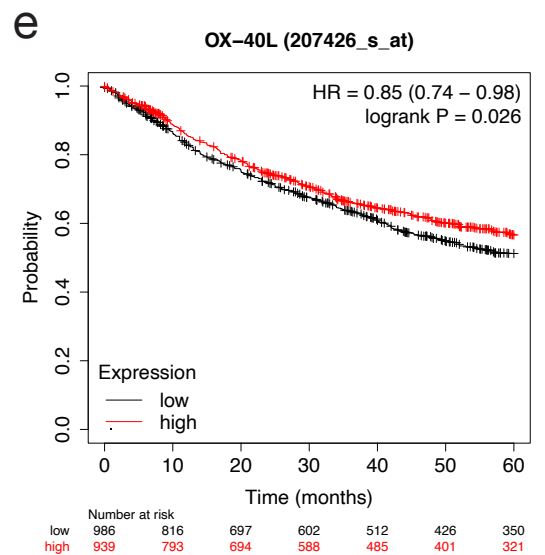 e
OX−40L (207426_s_at)
HR = 0.85 (0.74 − 0.98)
logrank P = 0.026
Probability
1.0
0.8
0.6
0.4
0.2
0.0
Expression
low
high
0 10 20 30 40 50 60
Time (months)
Number at risk
low 986 816 697 602 512 426 350
high 939 793 694 588 485 401 321